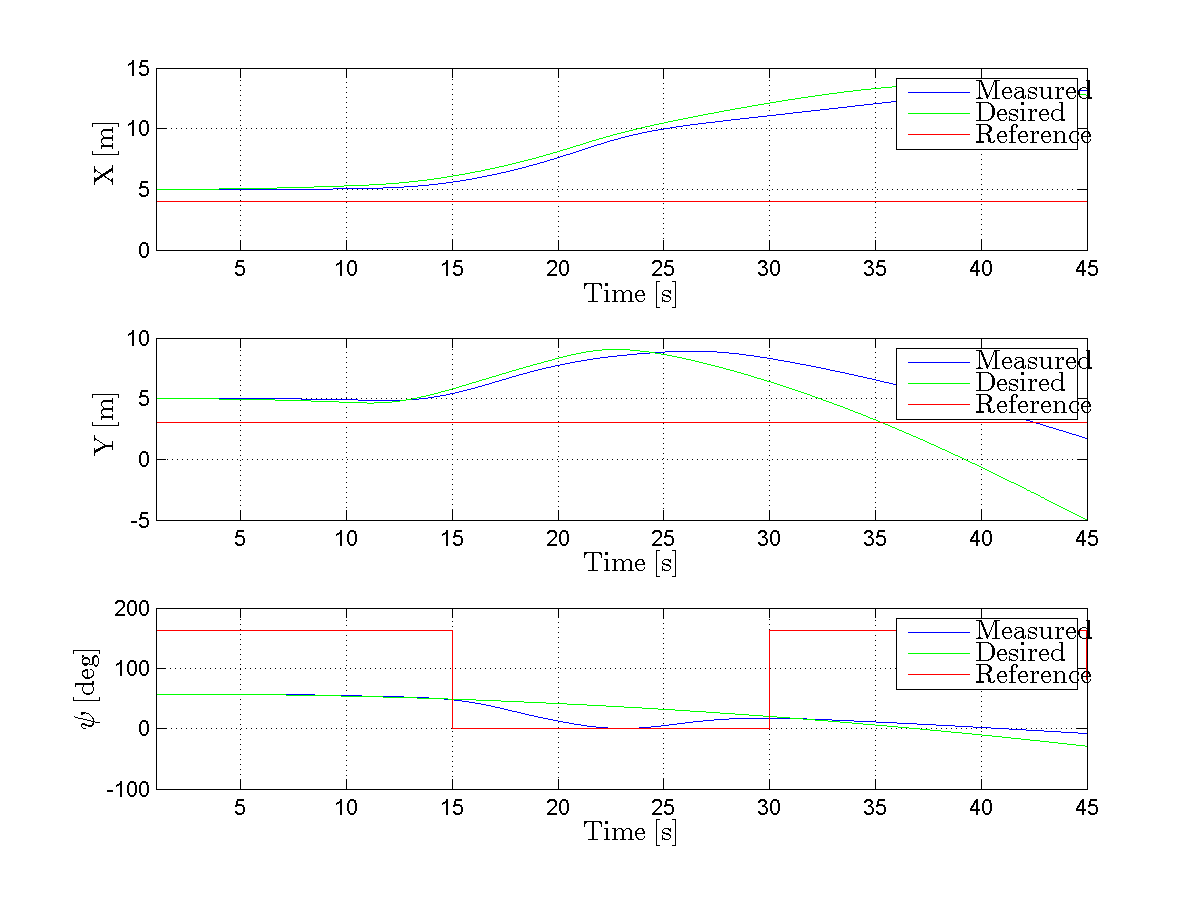 15
10
5
0
X [m]
Measured
Desired
Reference
5 10 15 20 25 30 35 40 45
Time [s]
10
5
0
-5
Y [m]
Measured
Desired
Reference
5 10 15 20 25 30 35 40 45
Time [s]
200
100
0
-100
ψ [deg]
Measured
Desired
Reference
5 10 15 20 25 30 35 40 45
Time [s]